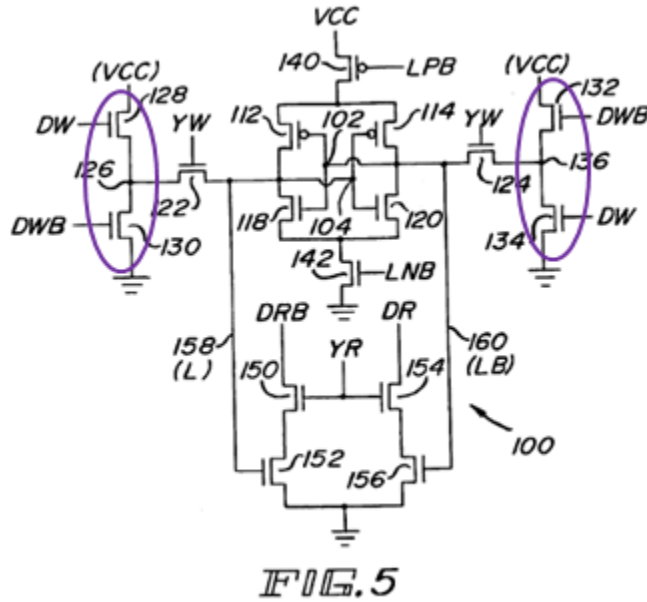 VCC
140
LPB
(VCC)
128
DW
YW
112
102
114
YW
(VCC)
132
DWB
126
136
122
124
DWB
130
118
104
120
134
DW
142
LNB
158
(L)
DRB
DR
160
(LB)
150
YR
154
152
156
100
FIG.5